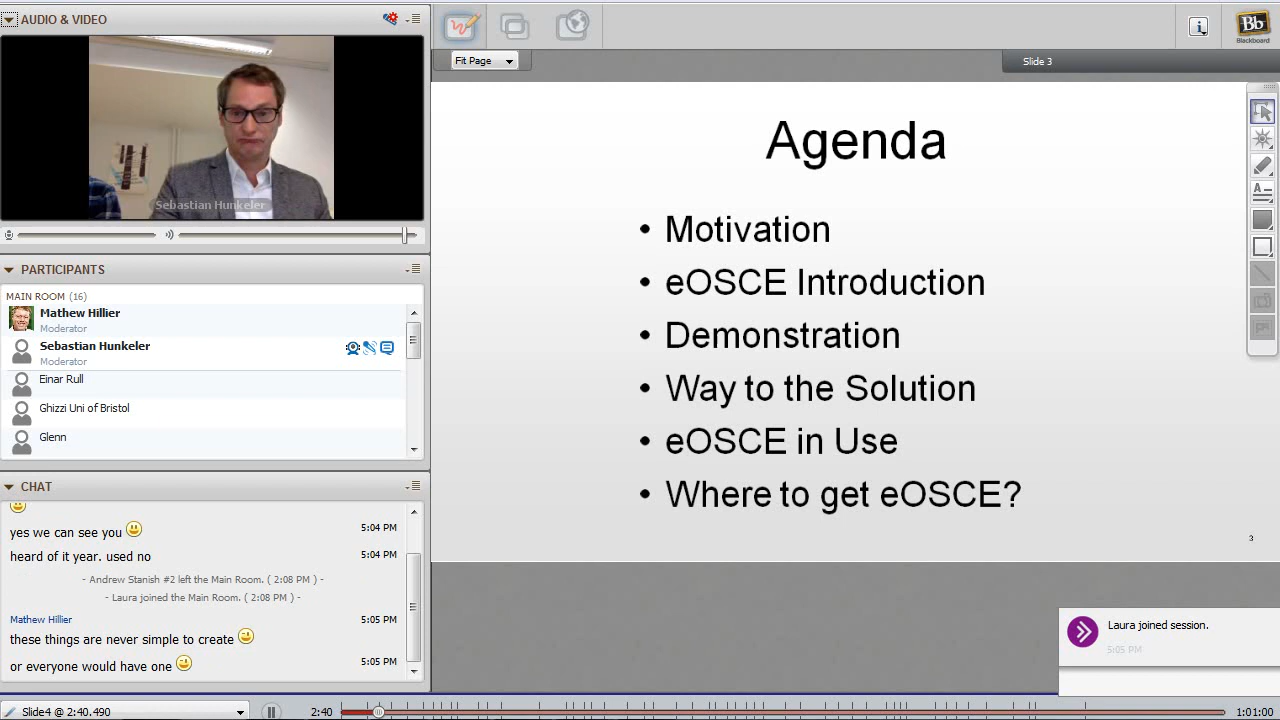 AUDIO & VIDEO
Sebastian Hunkeler
PARTICIPANTS
MAIN ROOM (16)
Mathew Hillier
Moderator
Sebastian Hunkeler
Moderator
Einar Rull
Ghizzi Uni of Bristol
Glenn
CHAT
yes we can see you 5:04 PM
heard of it year. used no 5:04 PM
- Andrew Stanish #2 left the Main Room. ( 2:08 PM ) -
- Laura joined the Main Room. ( 2:08 PM ) -
Mathew Hillier 5:05 PM
these things are never simple to create
or everyone would have one 5:05 PM
Fit Page
Slide 3
Bb
Blackboard
Agenda
• Motivation
• eOSCE Introduction
• Demonstration
• Way to the Solution
• eOSCE in Use
• Where to get eOSCE?
3
Laura joined session.
5:05 PM
Slide4 @ 2:40.490
2:40
1:01:00